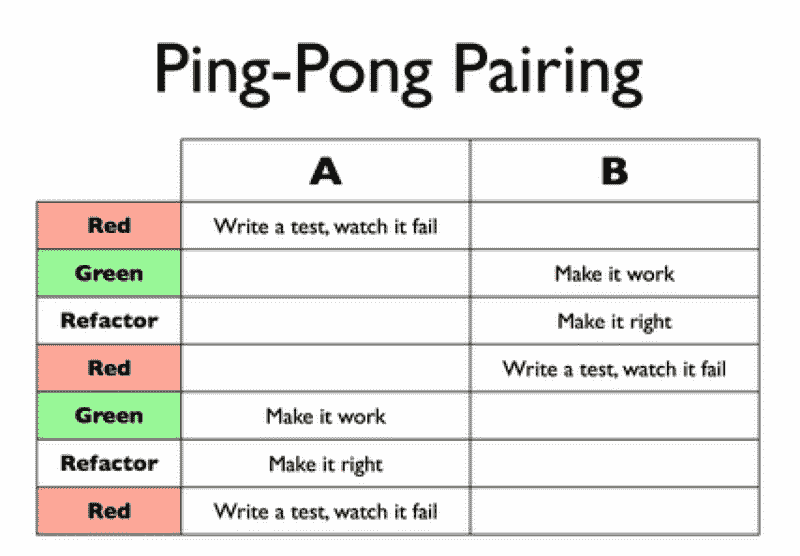 Ping-Pong Pairing
A B
Red Write a test, watch it fail
Green Make it work
Refactor Make it right
Red Write a test, watch it fail
Green Make it work
Refactor Make it right
Red Write a test, watch it fail